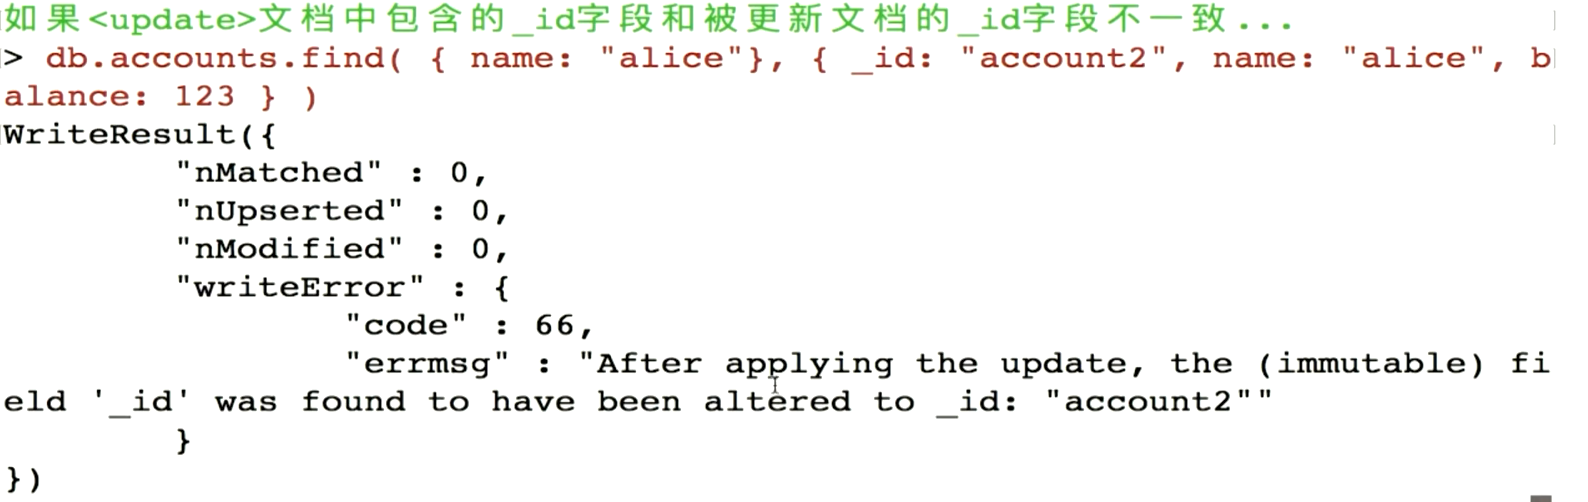 如果<update>文档中包含的_id字段和被更新文档的_id字段不一致...
> db.accounts.find( { name: "alice"}, { _id: "account2", name: "alice", b
alance: 123 } )
WriteResult({
"nMatched" : 0,
"nUpserted" : 0,
"nModified" : 0,
"writeError" : {
"code" : 66,
"errmsg" : "After applying the update, the (immutable) fi
eld '_id' was found to have been altered to _id: "account2""
}
})